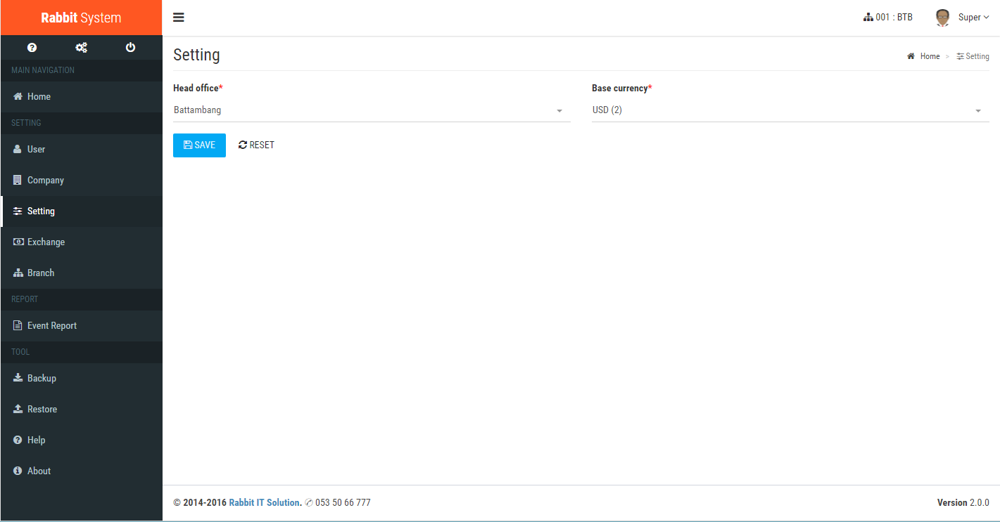 Rabbit System
001 : BTB
Super
MAIN NAVIGATION
Home
SETTING
User
Company
Setting
Exchange
Branch
REPORT
Event Report
TOOL
Backup
Restore
Help
About
Setting
Home > Setting
Head office*
Base currency*
Battambang
USD (2)
SAVE
RESET
© 2014-2016 Rabbit IT Solution. ✆ 053 50 66 777
Version 2.0.0